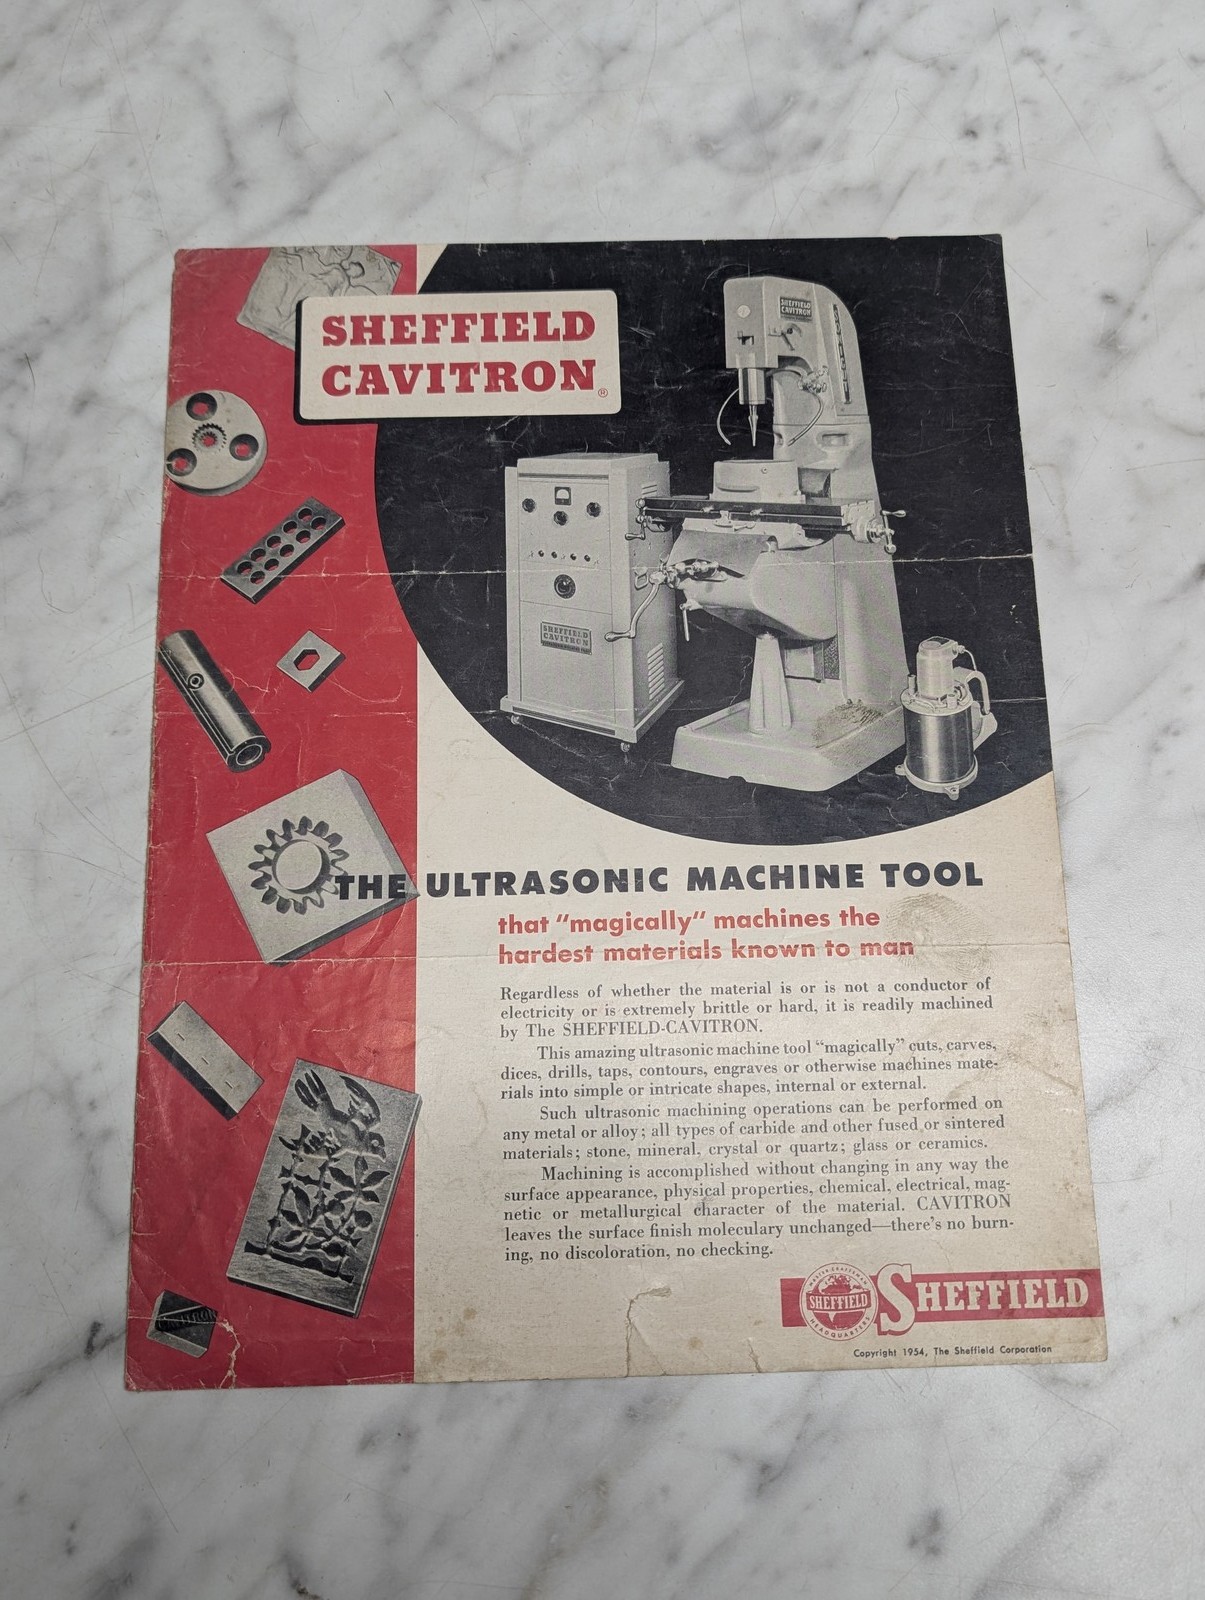 SHEFFIELD
CAVITRON®
SHEFFIELD
CAVITRON
SHEFFIELD
CAVITRON
THE ULTRASONIC MACHINE TOOL
that "magically" machines the
hardest materials known to man
Regardless of whether the material is or is not a conductor of
electricity or is extremely brittle or hard, it is readily machined
by The SHEFFIELD-CAVITRON.
This amazing ultrasonic machine tool "magically" cuts, carves,
dices, drills, taps, contours, engraves or otherwise machines mate-
rials into simple or intricate shapes, internal or external.
Such ultrasonic machining operations can be performed on
any metal or alloy; all types of carbide and other fused or sintered
materials; stone, mineral, crystal or quartz; glass or ceramics.
Machining is accomplished without changing in any way the
surface appearance, physical properties, chemical, electrical, mag-
netic or metallurgical character of the material. CAVITRON
leaves the surface finish moleculary unchanged—there's no burn-
ing, no discoloration, no checking.
CAVITRON
MASTER CRAFTSMAN
SHEFFIELD
HEADQUARTERS
SHEFFIELD
Copyright 1954, The Sheffield Corporation